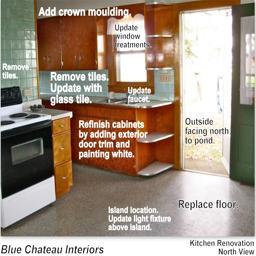 Add crown moulding.
Update
window
treatments.
Remove
tiles.
Remove tiles.
Update with
glass tile.
Update
faucet.
Refinish cabinets
by adding exterior
door trim and
painting white.
Outside
facing north
to pond.
Island location.
Update light fixture
above island.
Replace floor.
Blue Chateau Interiors
Kitchen Renovation
North View